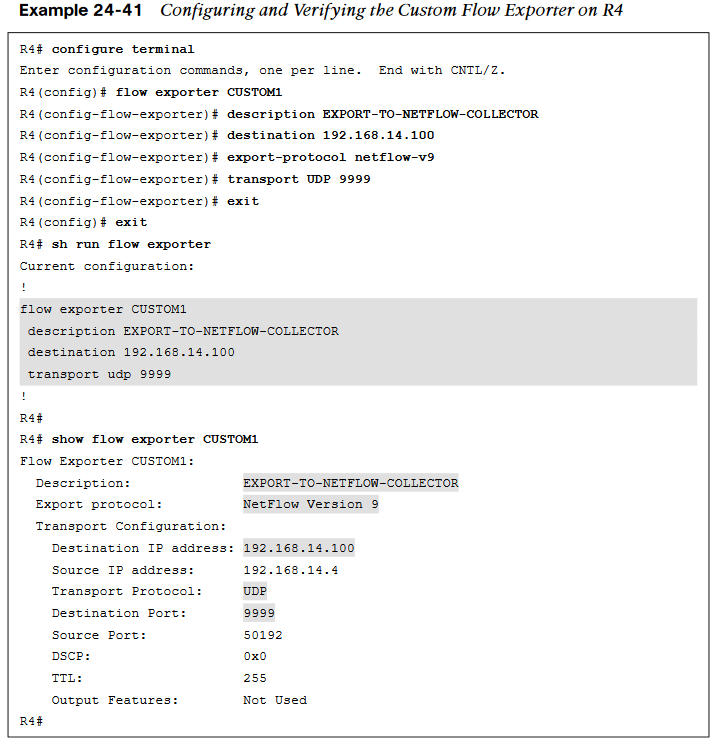 Example 24-41 Configuring and Verifying the Custom Flow Exporter on R4
R4# configure terminal
Enter configuration commands, one per line. End with CNTL/Z.
R4(config)# flow exporter CUSTOM1
R4(config-flow-exporter)# description EXPORT-TO-NETFLOW-COLLECTOR
R4(config-flow-exporter)# destination 192.168.14.100
R4(config-flow-exporter)# export-protocol netflow-v9
R4(config-flow-exporter)# transport UDP 9999
R4(config-flow-exporter)# exit
R4(config)# exit
R4# sh run flow exporter
Current configuration:
!
flow exporter CUSTOM1
description EXPORT-TO-NETFLOW-COLLECTOR
destination 192.168.14.100
transport udp 9999
!
R4#
R4# show flow exporter CUSTOM1
Flow Exporter CUSTOM1:
Description: EXPORT-TO-NETFLOW-COLLECTOR
Export protocol: NetFlow Version 9
Transport Configuration:
Destination IP address: 192.168.14.100
Source IP address: 192.168.14.4
Transport Protocol: UDP
Destination Port: 9999
Source Port: 50192
DSCP: 0x0
TTL: 255
Output Features: Not Used
R4#